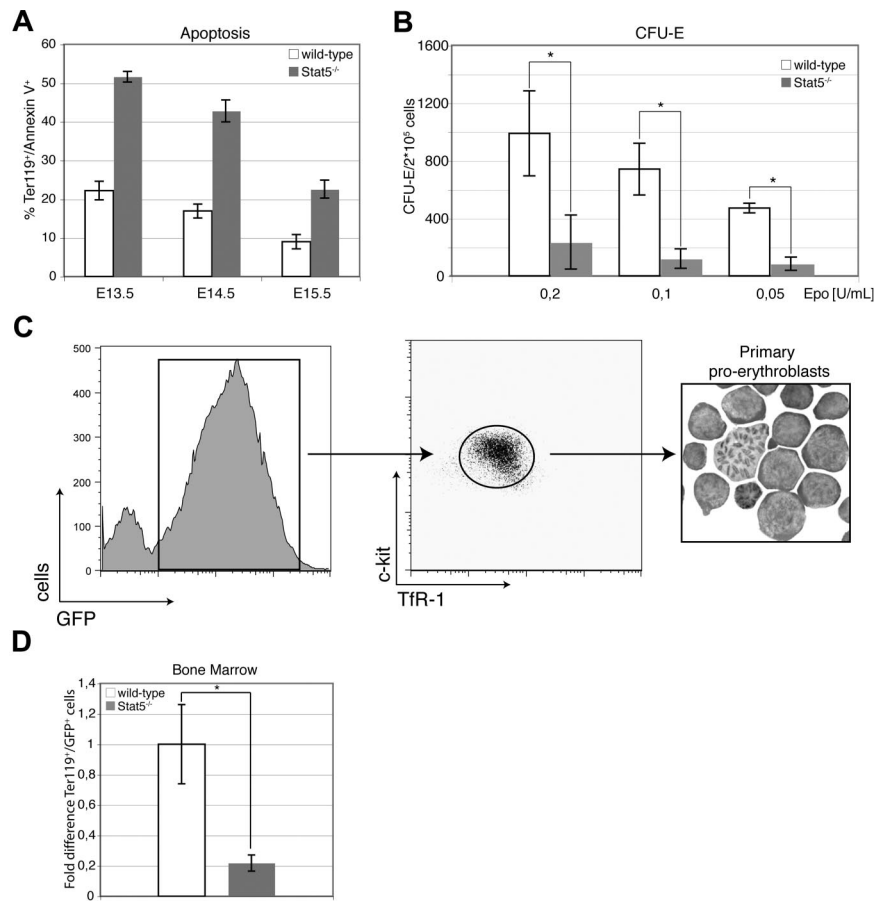 A
Apoptosis
wild-type
Stat5-/-
% Ter119+/Annexin V+
60
50
40
30
20
10
0
E13.5
E14.5
E15.5
B
CFU-E
wild-type
Stat5-/-
CFU-E/2*10⁵ cells
1600
1200
800
400
0
*
*
*
0,2
0,1
0,05
Epo [U/mL]
C
500
400
300
200
100
0
cells
GFP
c-kit
TfR-1
Primary
pro-erythroblasts
D
Bone Marrow
wild-type
Stat5-/-
*
Fold difference Ter119+/GFP+ cells
1,4
1,2
1
0,8
0,6
0,4
0,2
0